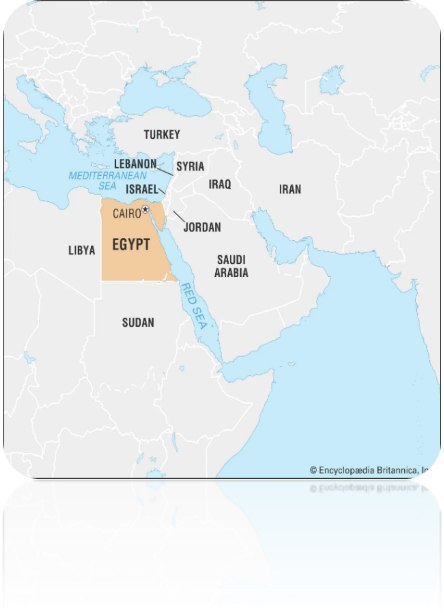 TURKEY
LEBANON
SYRIA
MEDITERRANEAN
SEA
ISRAEL
IRAQ
IRAN
CAIRO
JORDAN
LIBYA
EGYPT
SAUDI
ARABIA
RED SEA
SUDAN
© Encyclopædia Britannica, In